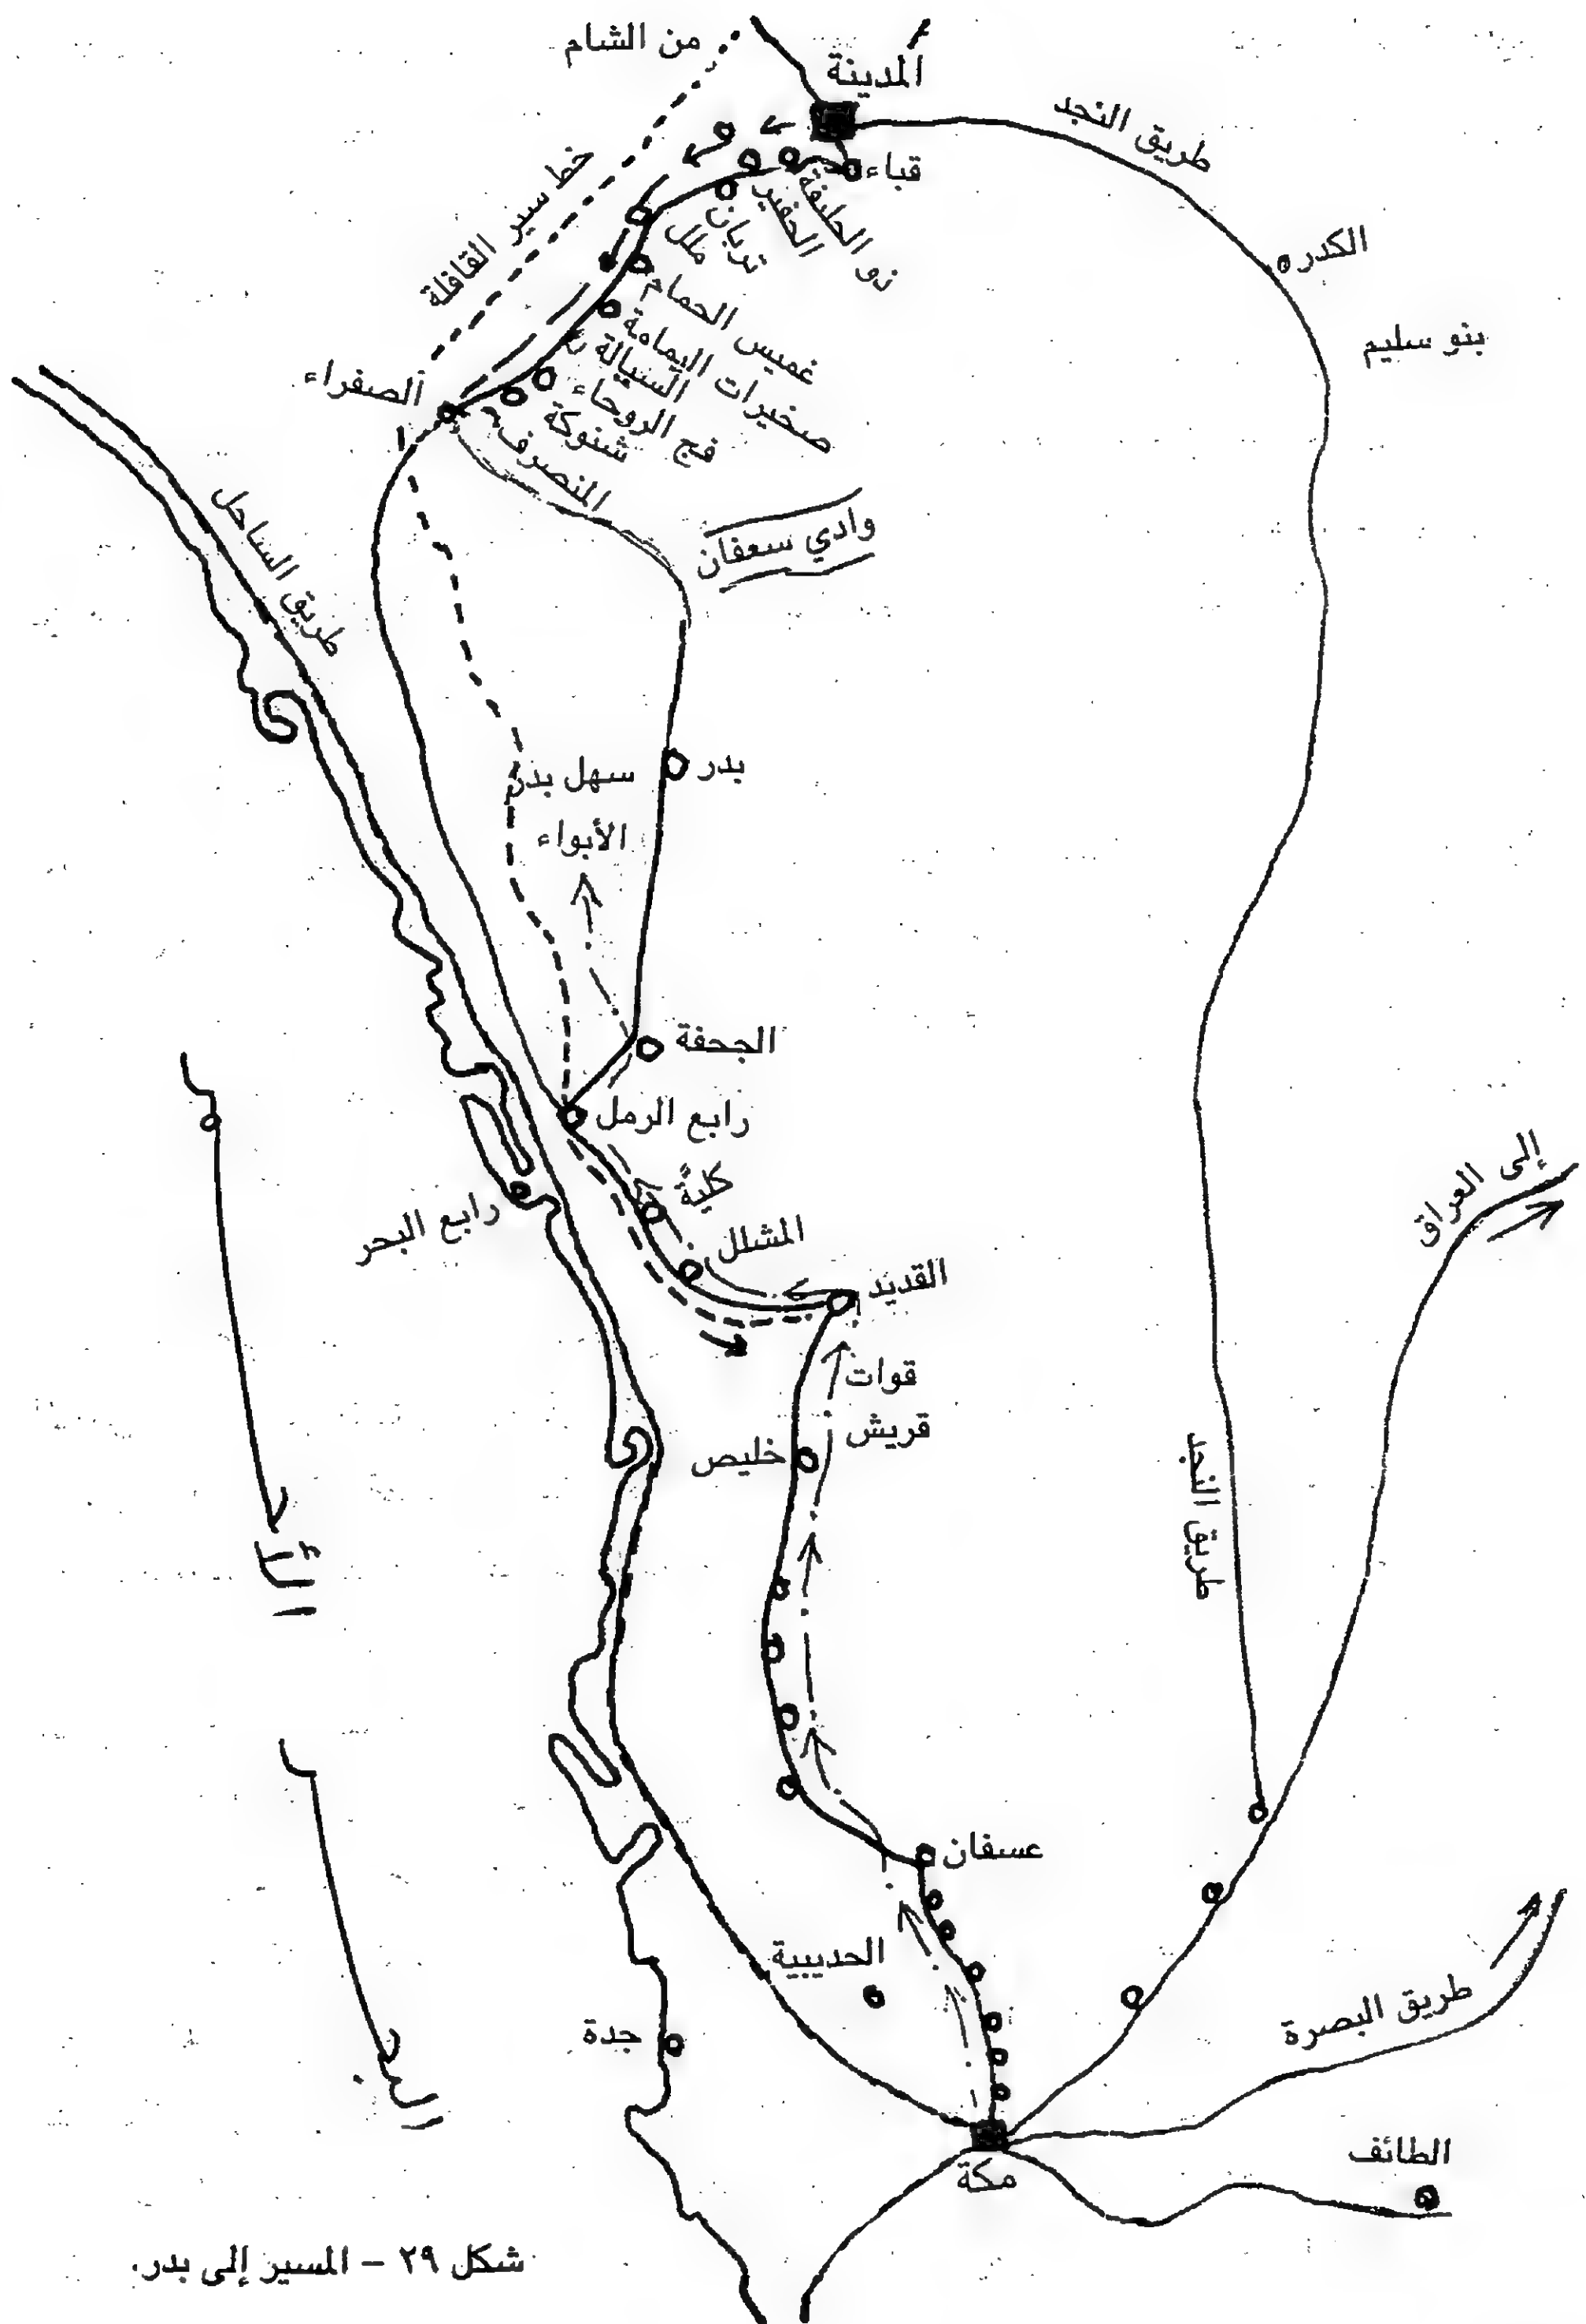 من الشام
المدينة
طريق النجد
قباء
ذو الحليفة
الحفير
تربان
ملل
غميس الحمام
صخيرات اليمامة
السيالة
فج الروحاء
شنوكة
المنصرف
الصفراء
خط سير القافلة
الكدر
بنو سليم
طريق الساحل
وادي سعفان
بدر
سهل بدر
الأبواء
الجحفة
رابع الرمل
كلية
المشلل
القديد
رابع البحر
إلى العراق
قوات
قريش
خليص
طريق النجد
البحر
الأحمر
عسفان
الحديبية
جدة
طريق البصرة
مكة
الطائف
شكل ٢٩ – المسير إلى بدر.